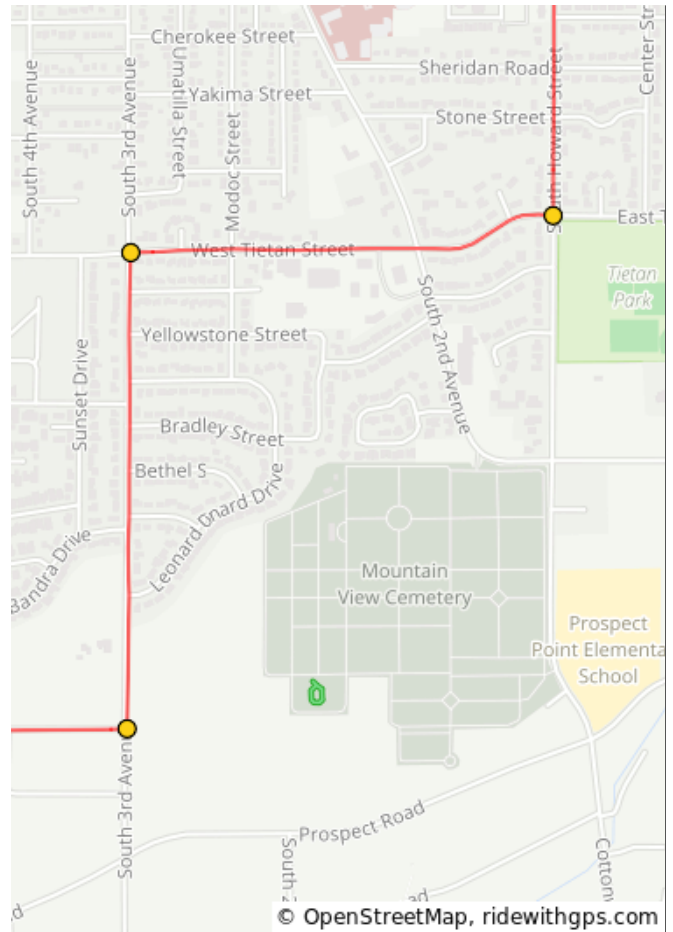 Cherokee Street
Sheridan Road
Center Str
South 4th Avenue
South 3rd Avenue
Umatilla Street
Yakima Street
Modoc Street
Stone Street
South Howard Street
East T
West Tietan Street
Tietan
Park
South 2nd Avenue
Yellowstone Street
Sunset Drive
Bradley Street
Bethel S
Leonard D
onard Drive
Bandra Drive
Mountain
View Cemetery
Prospect
Point Elementa
School
South 3rd Aven
Prospect Road
South 2
Cottonw
ad
d
© OpenStreetMap, ridewithgps.com